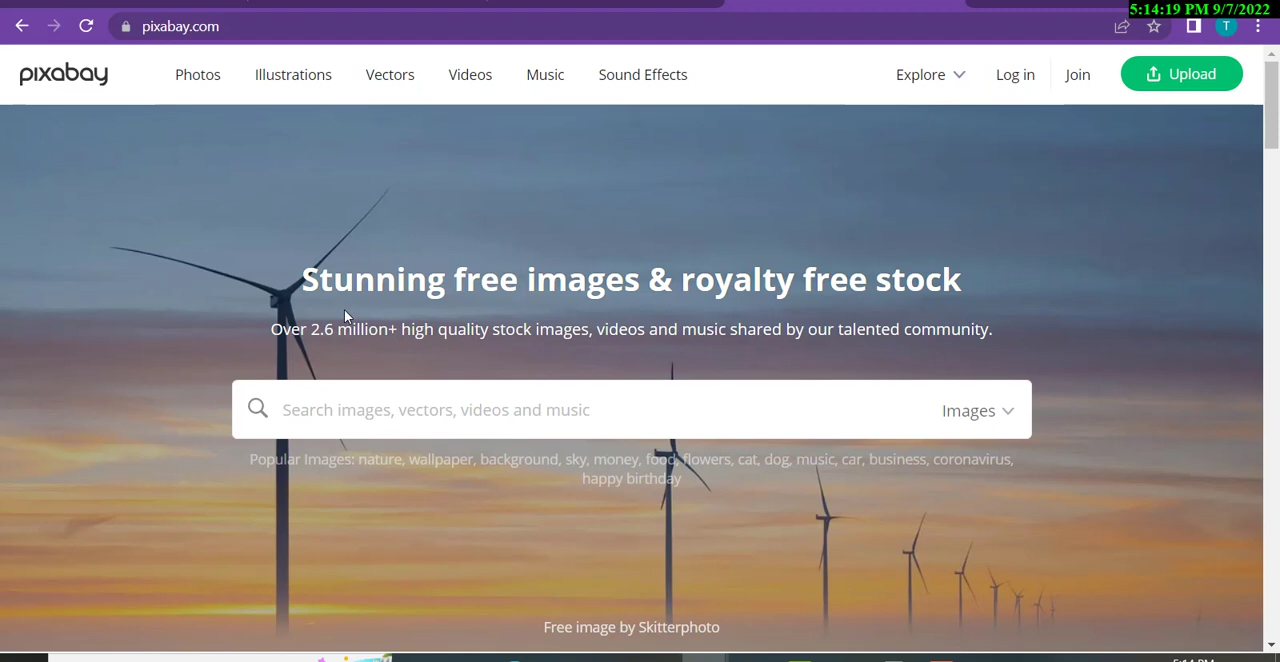 5:14:19 PM 9/7/2022
pixabay.com
T
pixabay
Photos Illustrations Vectors Videos Music Sound Effects Explore Log in Join Upload
Stunning free images & royalty free stock
Over 2.6 million+ high quality stock images, videos and music shared by our talented community.
Search images, vectors, videos and music Images
Popular Images: nature, wallpaper, background, sky, money, food, flowers, cat, dog, music, car, business, coronavirus,
happy birthday
Free image by Skitterphoto